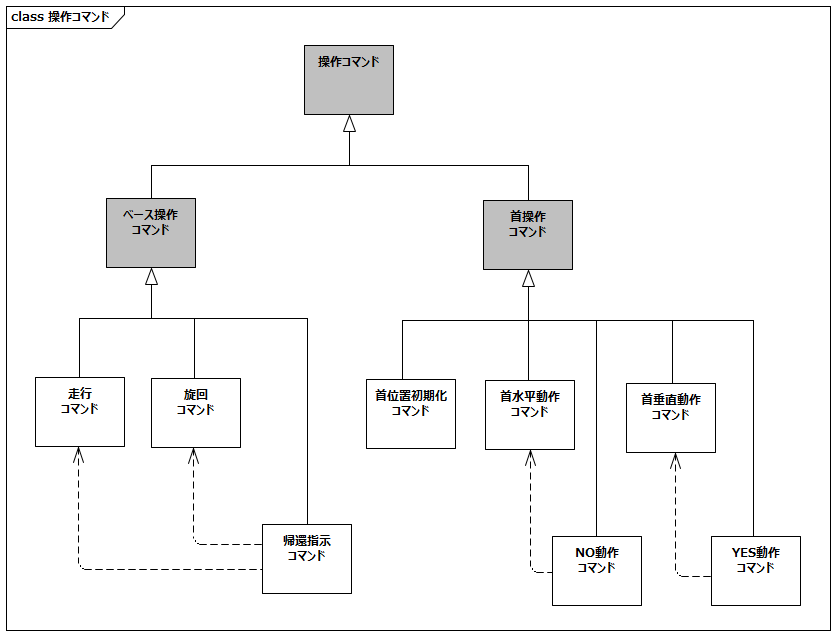 class 操作コマンド
操作コマンド
ベース操作
コマンド
首操作
コマンド
走行
コマンド
旋回
コマンド
首位置初期化
コマンド
首水平動作
コマンド
首垂直動作
コマンド
帰還指示
コマンド
NO動作
コマンド
YES動作
コマンド